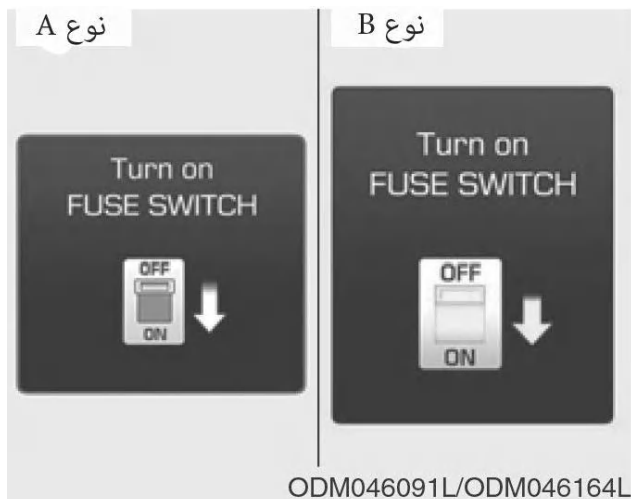 نوع A
Turn on
FUSE SWITCH
OFF
ON
نوع B
Turn on
FUSE SWITCH
OFF
ON
ODM046091L/ODM046164L